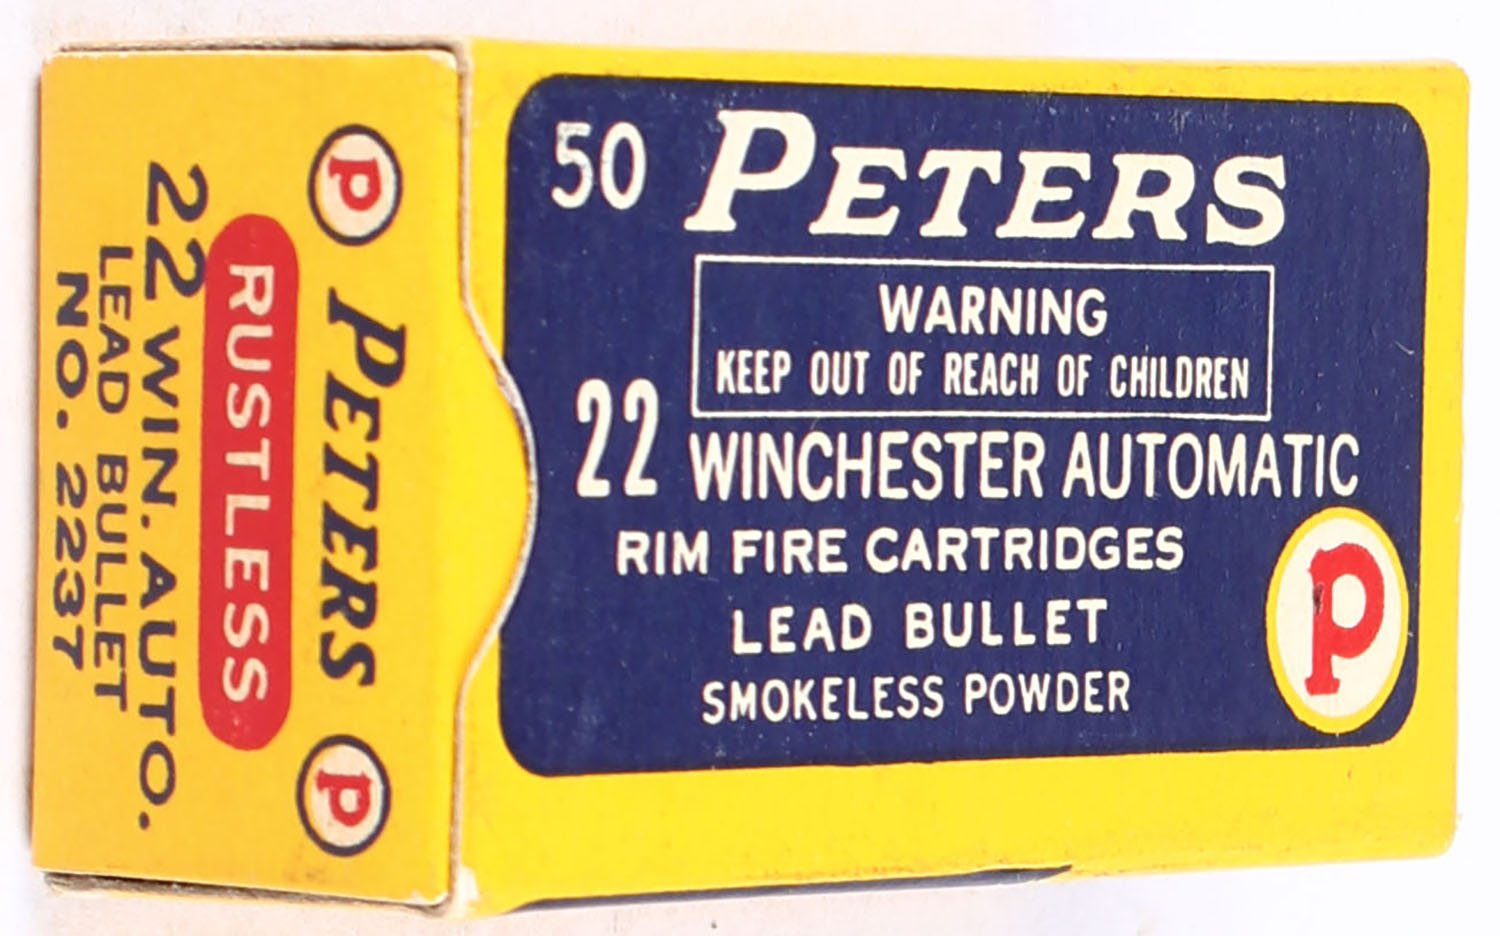 50 PETERS
WARNING
KEEP OUT OF REACH OF CHILDREN
22 WINCHESTER AUTOMATIC
RIM FIRE CARTRIDGES
LEAD BULLET
SMOKELESS POWDER
P
P PETERS P
RUSTLESS
22 WIN. AUTO.
LEAD BULLET
NO. 2237